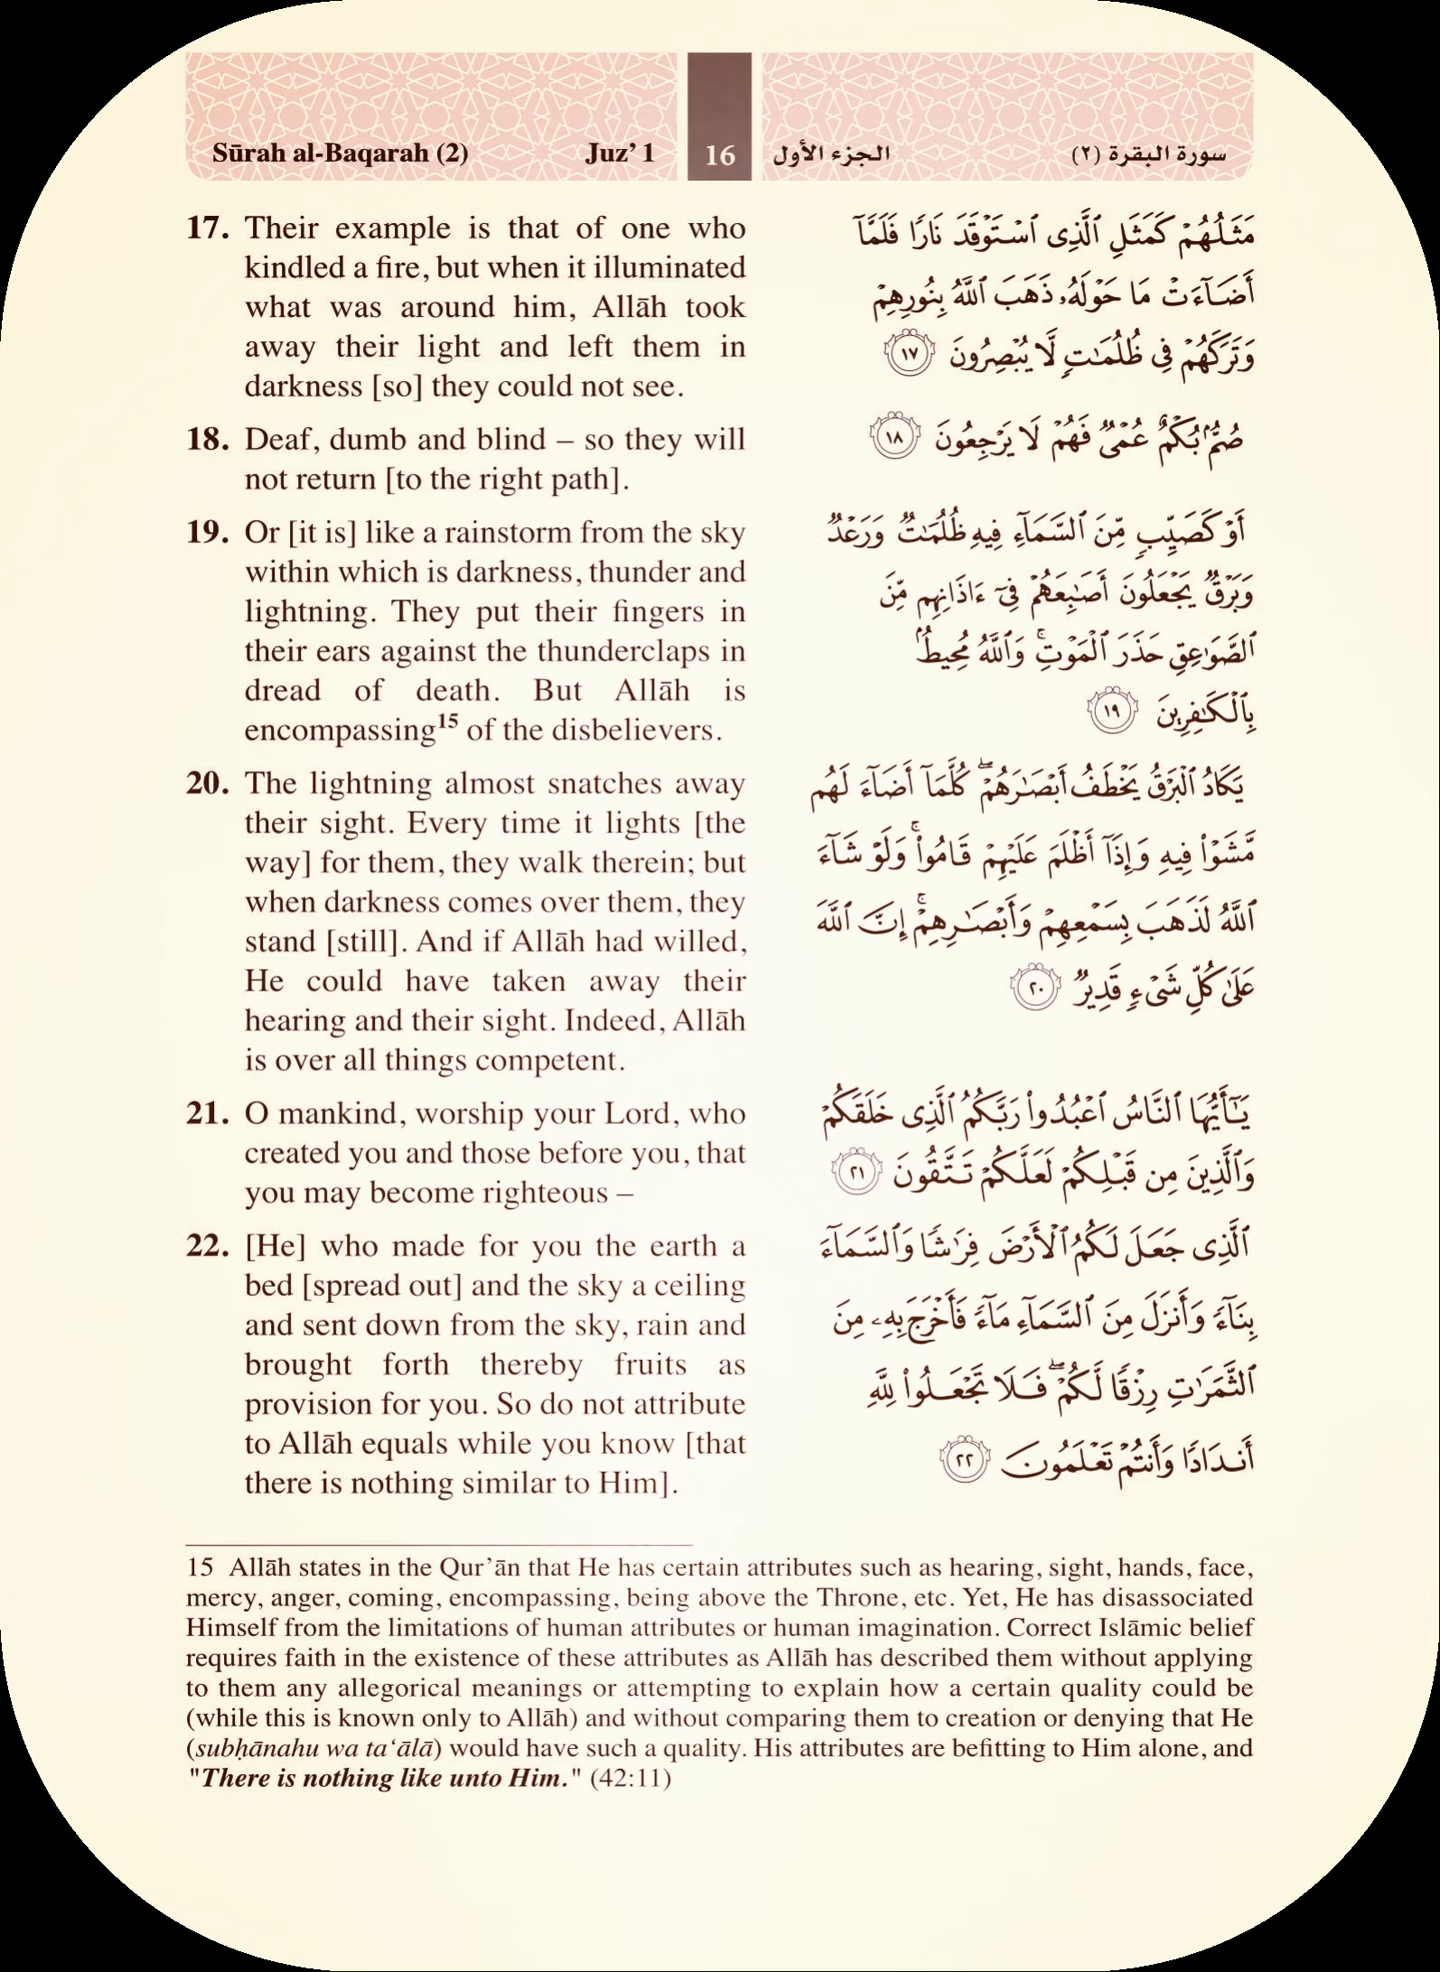 Sūrah al-Baqarah (2) Juz’ 1 16 الجزء الأول سورة البقرة (٢)
17. Their example is that of one who
kindled a fire, but when it illuminated
what was around him, Allāh took
away their light and left them in
darkness [so] they could not see.
18. Deaf, dumb and blind – so they will
not return [to the right path].
19. Or [it is] like a rainstorm from the sky
within which is darkness, thunder and
lightning. They put their fingers in
their ears against the thunderclaps in
dread of death. But Allāh is
encompassing15 of the disbelievers.
20. The lightning almost snatches away
their sight. Every time it lights [the
way] for them, they walk therein; but
when darkness comes over them, they
stand [still]. And if Allāh had willed,
He could have taken away their
hearing and their sight. Indeed, Allāh
is over all things competent.
21. O mankind, worship your Lord, who
created you and those before you, that
you may become righteous –
22. [He] who made for you the earth a
bed [spread out] and the sky a ceiling
and sent down from the sky, rain and
brought forth thereby fruits as
provision for you. So do not attribute
to Allāh equals while you know [that
there is nothing similar to Him].
مَثَلُهُمْ كَمَثَلِ ٱلَّذِى ٱسْتَوْقَدَ نَارًا فَلَمَّآ
أَضَآءَتْ مَا حَوْلَهُۥ ذَهَبَ ٱللَّهُ بِنُورِهِمْ
وَتَرَكَهُمْ فِى ظُلُمَـٰتٍ لَّا يُبْصِرُونَ ١٧
صُمٌّۢ بُكْمٌ عُمْىٌ فَهُمْ لَا يَرْجِعُونَ ١٨
أَوْ كَصَيِّبٍ مِّنَ ٱلسَّمَآءِ فِيهِ ظُلُمَـٰتٌ وَرَعْدٌ
وَبَرْقٌ يَجْعَلُونَ أَصَـٰبِعَهُمْ فِىٓ ءَاذَانِهِم مِّنَ
ٱلصَّوَٰعِقِ حَذَرَ ٱلْمَوْتِ ۚ وَٱللَّهُ مُحِيطٌۢ
بِٱلْكَـٰفِرِينَ ١٩
يَكَادُ ٱلْبَرْقُ يَخْطَفُ أَبْصَـٰرَهُمْ ۖ كُلَّمَآ أَضَآءَ لَهُم
مَّشَوْا۟ فِيهِ وَإِذَآ أَظْلَمَ عَلَيْهِمْ قَامُوا۟ ۚ وَلَوْ شَآءَ
ٱللَّهُ لَذَهَبَ بِسَمْعِهِمْ وَأَبْصَـٰرِهِمْ ۚ إِنَّ ٱللَّهَ
عَلَىٰ كُلِّ شَىْءٍ قَدِيرٌ ٢٠
يَـٰٓأَيُّهَا ٱلنَّاسُ ٱعْبُدُوا۟ رَبَّكُمُ ٱلَّذِى خَلَقَكُمْ
وَٱلَّذِينَ مِن قَبْلِكُمْ لَعَلَّكُمْ تَتَّقُونَ ٢١
ٱلَّذِى جَعَلَ لَكُمُ ٱلْأَرْضَ فِرَٰشًا وَٱلسَّمَآءَ
بِنَآءً وَأَنزَلَ مِنَ ٱلسَّمَآءِ مَآءً فَأَخْرَجَ بِهِۦ مِنَ
ٱلثَّمَرَٰتِ رِزْقًا لَّكُمْ ۖ فَلَا تَجْعَلُوا۟ لِلَّهِ
أَندَادًا وَأَنتُمْ تَعْلَمُونَ ٢٢
15 Allāh states in the Qur’ān that He has certain attributes such as hearing, sight, hands, face,
mercy, anger, coming, encompassing, being above the Throne, etc. Yet, He has disassociated
Himself from the limitations of human attributes or human imagination. Correct Islāmic belief
requires faith in the existence of these attributes as Allāh has described them without applying
to them any allegorical meanings or attempting to explain how a certain quality could be
(while this is known only to Allāh) and without comparing them to creation or denying that He
(subḥānahu wa ta‘ālā) would have such a quality. His attributes are befitting to Him alone, and
"There is nothing like unto Him." (42:11)